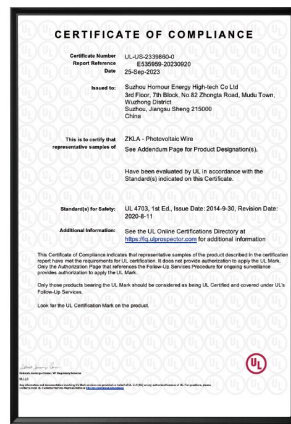 CERTIFICATE OF COMPLIANCE
Certificate Number UL-US-2339860-0
Report Reference E535959-20230920
Date 25-Sep-2023
Issued to: Suzhou Homour Energy High-tech Co Ltd
3rd Floor, 7th Block, No.82 Zhongta Road, Mudu Town,
Wuzhong District
Suzhou, Jiangsu Sheng 215000
China
This is to certify that ZKLA - Photovoltaic Wire
representative samples of See Addendum Page for Product Designation(s).
Have been evaluated by UL in accordance with the
Standard(s) indicated on this Certificate.
Standard(s) for Safety: UL 4703, 1st Ed., Issue Date: 2014-9-30, Revision Date:
2020-8-11
Additional Information: See the UL Online Certifications Directory at
https://iq.ulprospector.com for additional information
This Certificate of Compliance indicates that representative samples of the product described in the certification
report have met the requirements for UL certification. It does not provide authorization to apply the UL Mark.
Only the Authorization Page that references the Follow-Up Services Procedure for ongoing surveillance
provides authorization to apply the UL Mark.
Only those products bearing the UL Mark should be considered as being UL Certified and covered under UL's
Follow-Up Services.
Look for the UL Certification Mark on the product.
UL